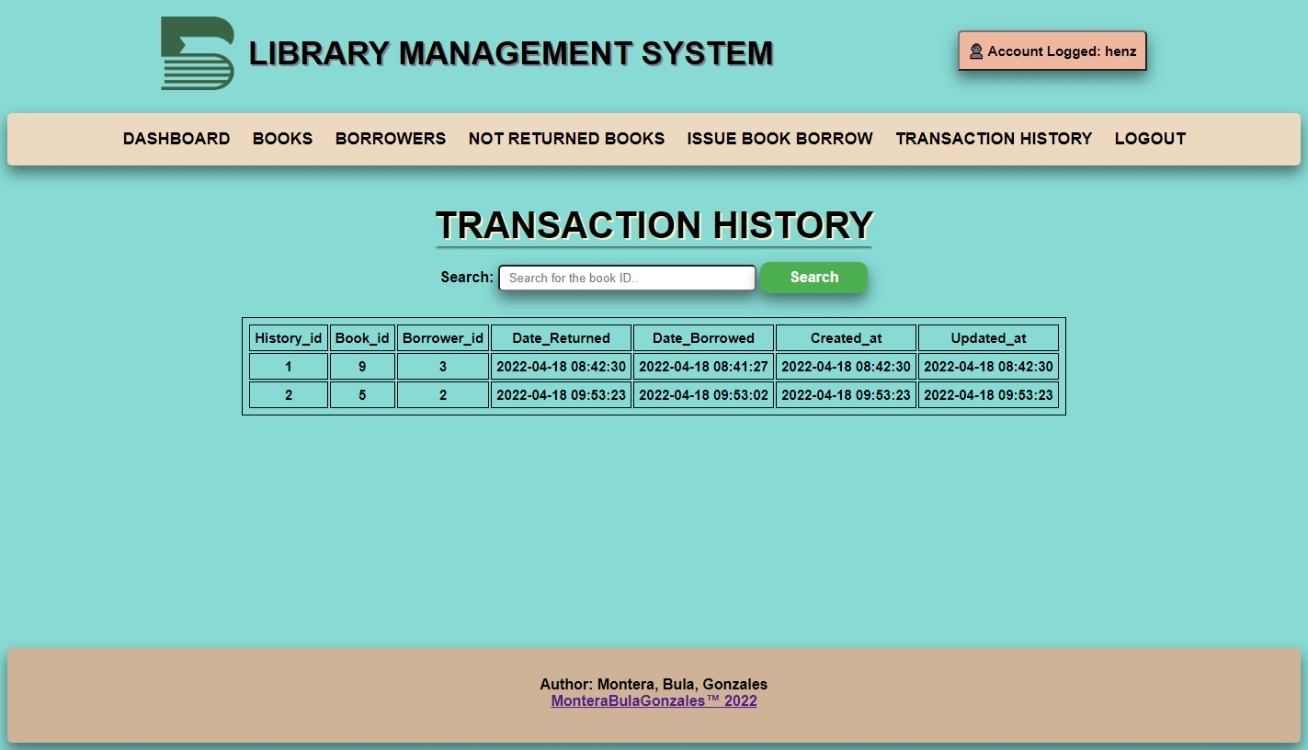 LIBRARY MANAGEMENT SYSTEM
Account Logged: henz
DASHBOARD BOOKS BORROWERS NOT RETURNED BOOKS ISSUE BOOK BORROW TRANSACTION HISTORY LOGOUT
TRANSACTION HISTORY
Search: Search for the book ID.. Search
History_id Book_id Borrower_id Date_Returned Date_Borrowed Created_at Updated_at
1 9 3 2022-04-18 08:42:30 2022-04-18 08:41:27 2022-04-18 08:42:30 2022-04-18 08:42:30
2 5 2 2022-04-18 09:53:23 2022-04-18 09:53:02 2022-04-18 09:53:23 2022-04-18 09:53:23
Author: Montera, Bula, Gonzales
MonteraBulaGonzales™ 2022